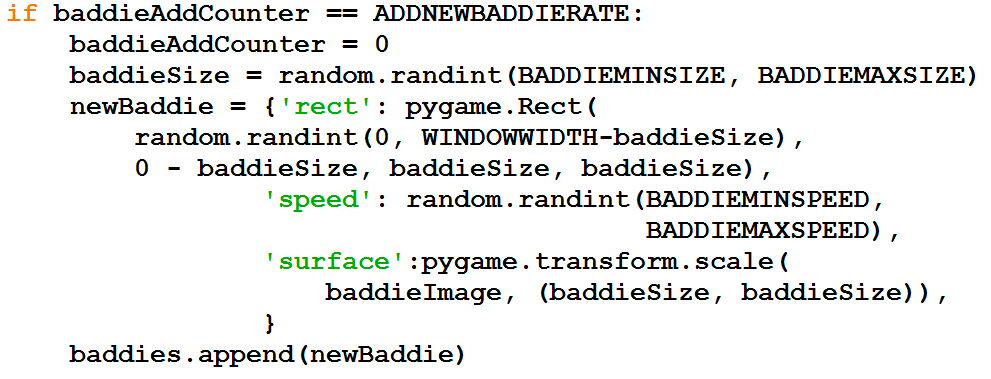 if baddieAddCounter == ADDNEWBADDIERATE:
    baddieAddCounter = 0
    baddieSize = random.randint(BADDIEMINSIZE, BADDIEMAXSIZE)
    newBaddie = {'rect': pygame.Rect(
        random.randint(0, WINDOWWIDTH-baddieSize),
        0 - baddieSize, baddieSize, baddieSize),
                'speed': random.randint(BADDIEMINSPEED,
                                        BADDIEMAXSPEED),
                'surface':pygame.transform.scale(
                    baddieImage, (baddieSize, baddieSize)),
                }
    baddies.append(newBaddie)